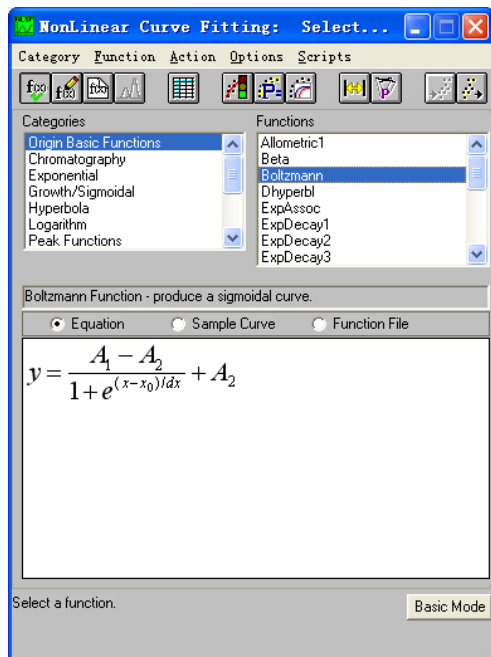 NonLinear Curve Fitting: Select...
Category Function Action Options Scripts
Categories
Functions
Origin Basic Functions
Chromatography
Exponential
Growth/Sigmoidal
Hyperbola
Logarithm
Peak Functions
Allometric1
Beta
Boltzmann
Dhyperbl
ExpAssoc
ExpDecay1
ExpDecay2
ExpDecay3
Boltzmann Function - produce a sigmoidal curve.
Equation Sample Curve Function File
y = (A₁ − A₂) / (1 + e^((x−x₀)/dx)) + A₂
Select a function.
Basic Mode